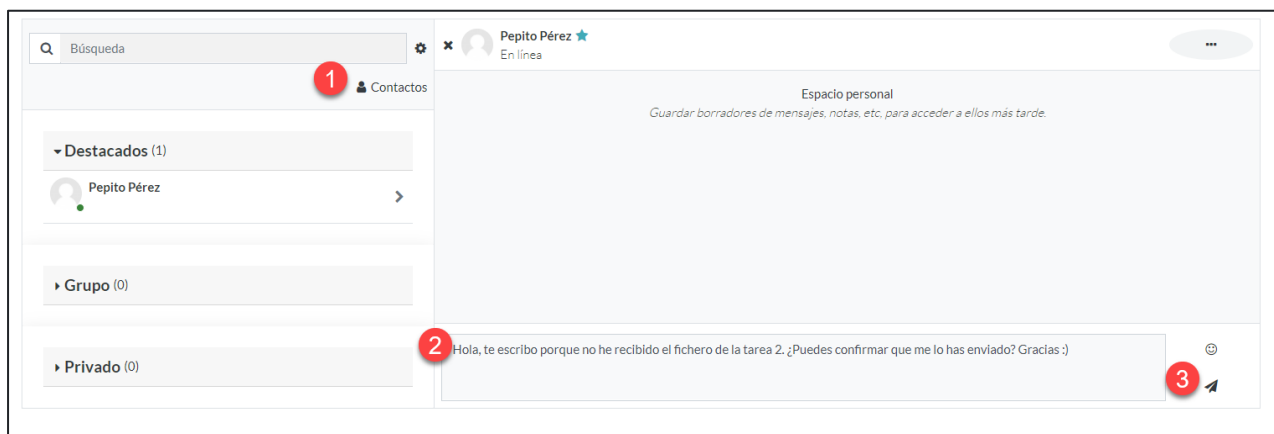 Búsqueda
1
Contactos
Destacados (1)
Pepito Pérez
Grupo (0)
Privado (0)
Pepito Pérez
En línea
Espacio personal
Guardar borradores de mensajes, notas, etc, para acceder a ellos más tarde.
2
Hola, te escribo porque no he recibido el fichero de la tarea 2. ¿Puedes confirmar que me lo has enviado? Gracias :)
3